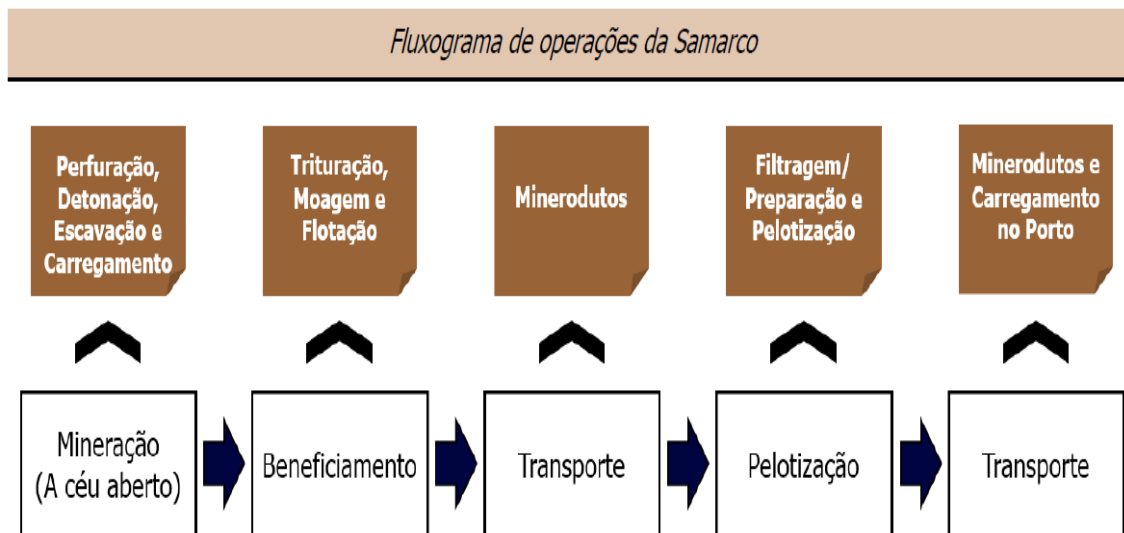 Fluxograma de operações da Samarco
Perfuração,
Detonação,
Escavação e
Carregamento
Trituração,
Moagem e
Flotação
Minerodutos
Filtragem/
Preparação e
Pelotização
Minerodutos e
Carregamento
no Porto
Mineração
(A céu aberto)
Beneficiamento
Transporte
Pelotização
Transporte